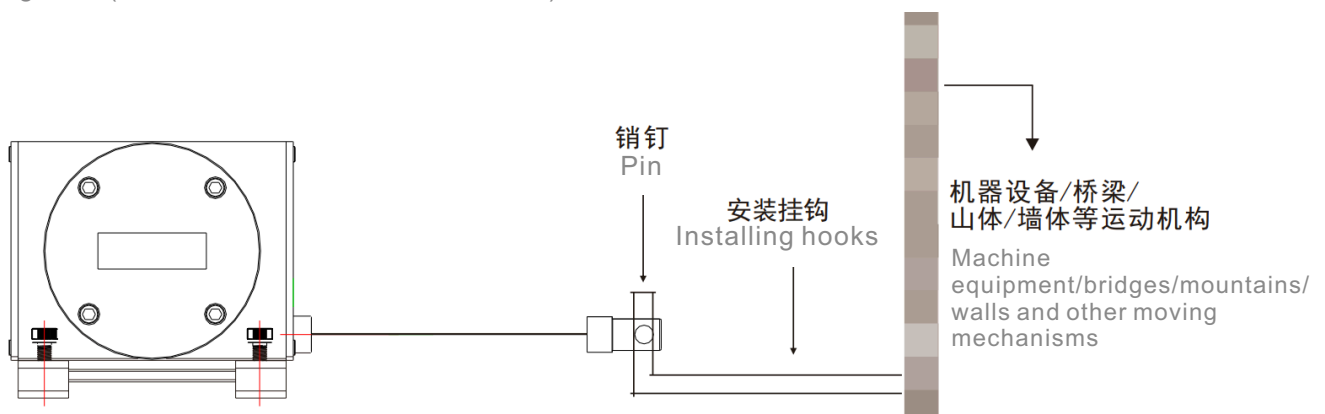 销钉
Pin
安装挂钩
Installing hooks
机器设备/桥梁/
山体/墙体等运动机构
Machine
equipment/bridges/mountains/
walls and other moving
mechanisms